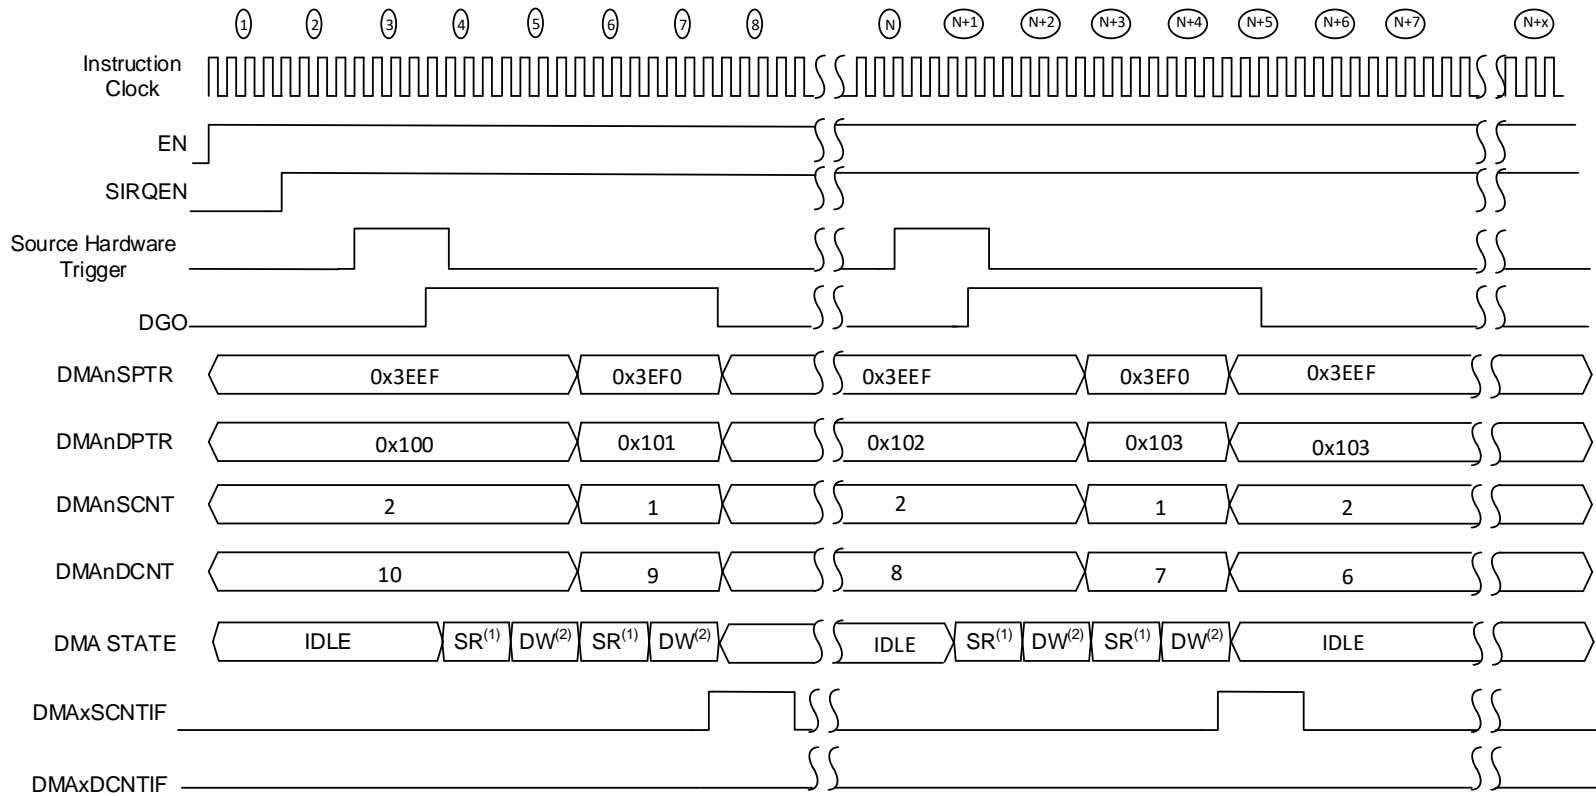 1 2 3 4 5 6 7 8 N N+1 N+2 N+3 N+4 N+5 N+6 N+7 N+x
Instruction
Clock
EN
SIRQEN
Source Hardware
Trigger
DGO
DMAnSPTR 0x3EEF 0x3EF0 0x3EEF 0x3EF0 0x3EEF
DMAnDPTR 0x100 0x101 0x102 0x103 0x103
DMAnSCNT 2 1 2 1 2
DMAnDCNT 10 9 8 7 6
DMA STATE IDLE SR(1) DW(2) SR(1) DW(2) IDLE SR(1) DW(2) SR(1) DW(2) IDLE
DMAxSCNTIF
DMAxDCNTIF